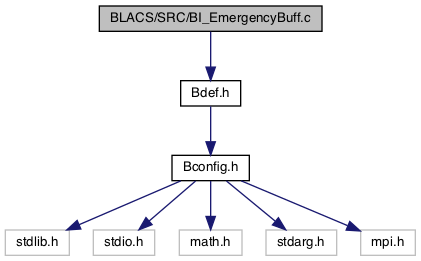 BLACS/SRC/BI_EmergencyBuff.c
Bdef.h
Bconfig.h
stdlib.h stdio.h math.h stdarg.h mpi.h